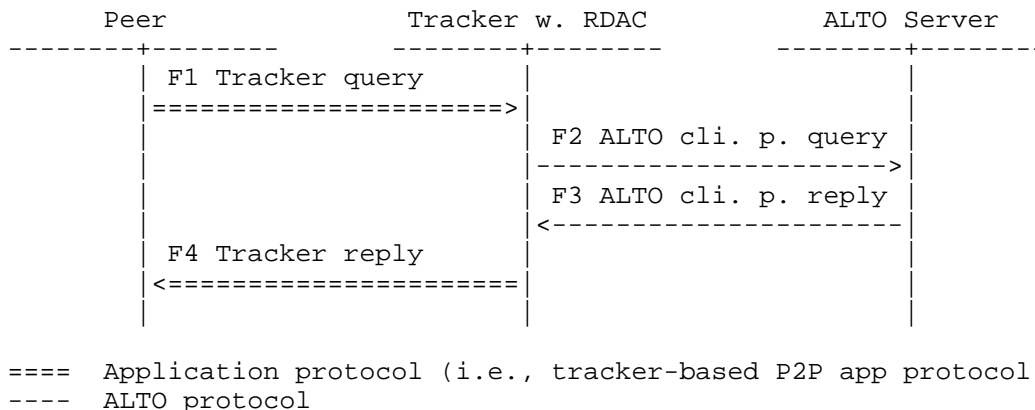 Peer Tracker w. RDAC ALTO Server
--------+-------- --------+-------- --------+--------
| F1 Tracker query | |
|======================>| |
| | F2 ALTO cli. p. query |
| |---------------------->|
| | F3 ALTO cli. p. reply |
| |<----------------------|
| F4 Tracker reply | |
|<======================| |
| | |
==== Application protocol (i.e., tracker-based P2P app protocol
---- ALTO protocol